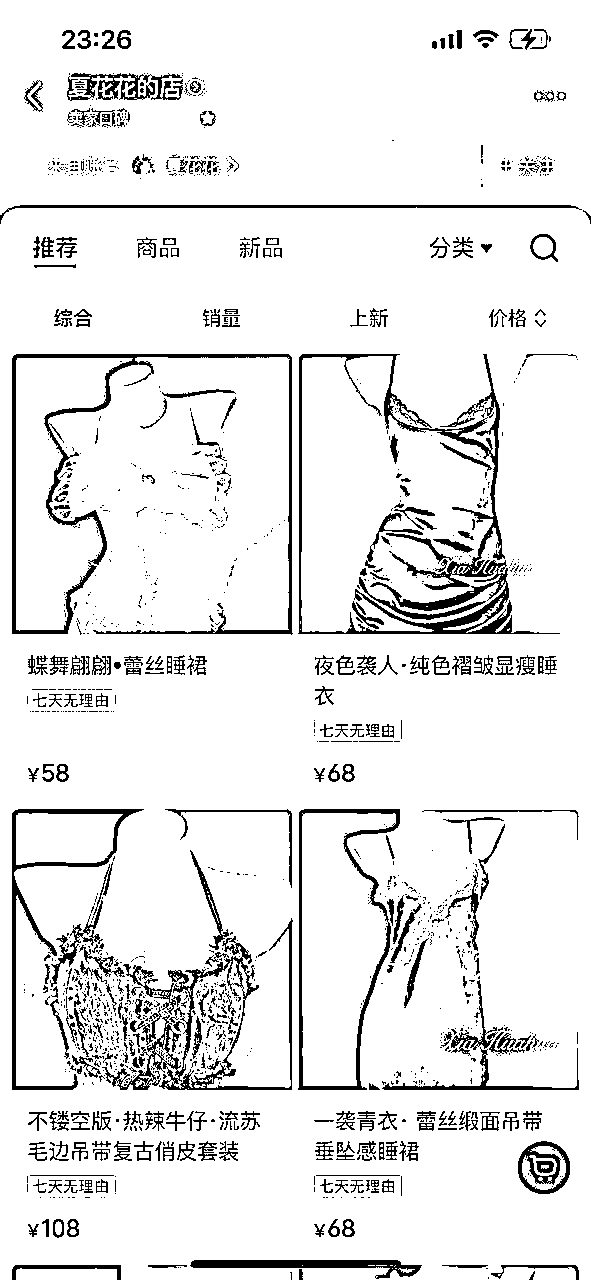 23:26
夏花花的店
卖家口碑
夏花花
+ 关注
推荐 商品 新品 分类
综合 销量 上新 价格
蝶舞翩翩•蕾丝睡裙
七天无理由
¥58
夜色袭人·纯色褶皱显瘦睡
衣
七天无理由
¥68
不镂空版·热辣牛仔·流苏
毛边吊带复古俏皮套装
七天无理由
¥108
一袭青衣· 蕾丝缎面吊带
垂坠感睡裙
七天无理由
¥68